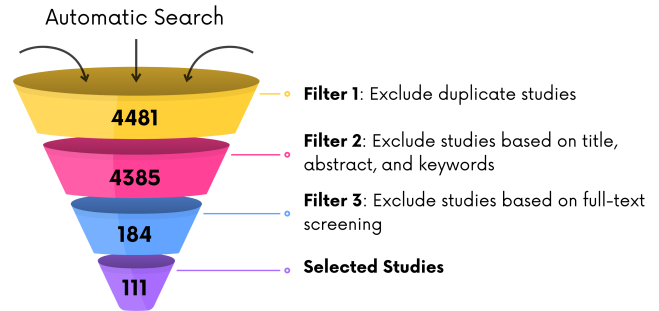 Automatic Search
4481
Filter 1: Exclude duplicate studies
4385
Filter 2: Exclude studies based on title,
abstract, and keywords
184
Filter 3: Exclude studies based on full-text
screening
111
Selected Studies